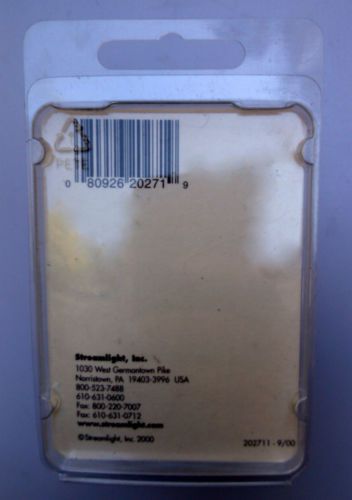 PETE
0 80926 20271 9
Streamlight, Inc.
1030 West Germantown Pike
Norristown, PA 19403-3996 USA
800-523-7488
610-631-0600
Fax: 800-220-7007
Fax: 610-631-0712
www.streamlight.com
©Streamlight, Inc 2000
202711 - 9/00